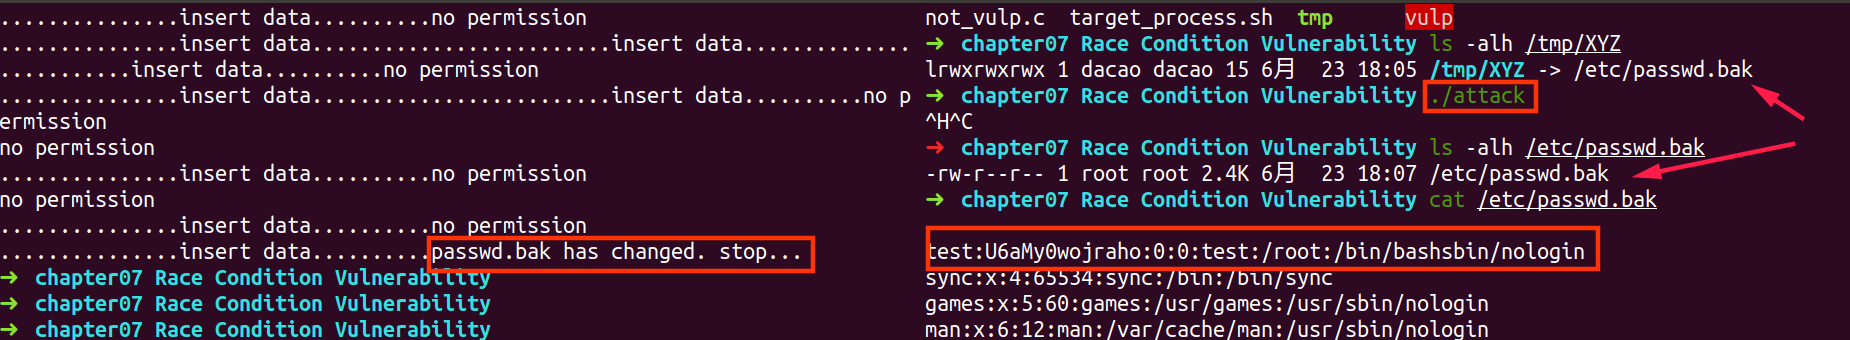 ...............insert data..........no permission
...............insert data.........................insert data..............
...........insert data..........no permission
...............insert data.........................insert data..........no p
ermission
no permission
...............insert data..........no permission
no permission
...............insert data..........no permission
...............insert data..........passwd.bak has changed. stop...
➜ chapter07 Race Condition Vulnerability
➜ chapter07 Race Condition Vulnerability
➜ chapter07 Race Condition Vulnerability
not_vulp.c target_process.sh tmp vulp
➜ chapter07 Race Condition Vulnerability ls -alh /tmp/XYZ
lrwxrwxrwx 1 dacao dacao 15 6月 23 18:05 /tmp/XYZ -> /etc/passwd.bak
➜ chapter07 Race Condition Vulnerability ./attack
^H^C
➜ chapter07 Race Condition Vulnerability ls -alh /etc/passwd.bak
-rw-r--r-- 1 root root 2.4K 6月 23 18:07 /etc/passwd.bak
➜ chapter07 Race Condition Vulnerability cat /etc/passwd.bak
test:U6aMy0wojraho:0:0:test:/root:/bin/bashsbin/nologin
sync:x:4:65534:sync:/bin:/bin/sync
games:x:5:60:games:/usr/games:/usr/sbin/nologin
man:x:6:12:man:/var/cache/man:/usr/sbin/nologin